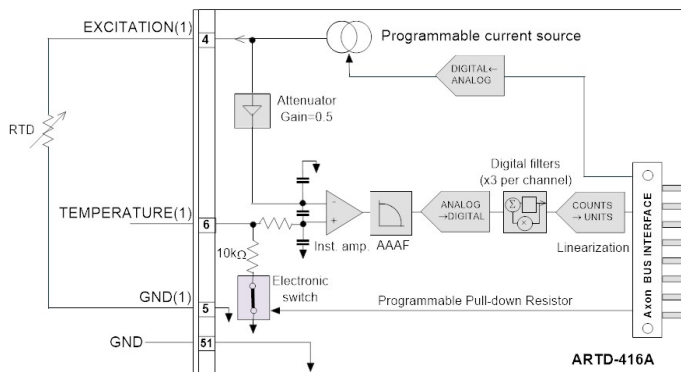 EXCITATION(1)
4
Programmable current source
DIGITAL←
ANALOG
Attenuator
Gain=0.5
RTD
Digital filters
(x3 per channel)
TEMPERATURE(1)
6
-
+
ANALOG
→DIGITAL
Σ
×
COUNTS
→ UNITS
Inst. amp.
AAAF
Linearization
10kΩ
Electronic
switch
Programmable Pull-down Resistor
Axon BUS INTERFACE
GND(1)
5
GND
51
ARTD-416A